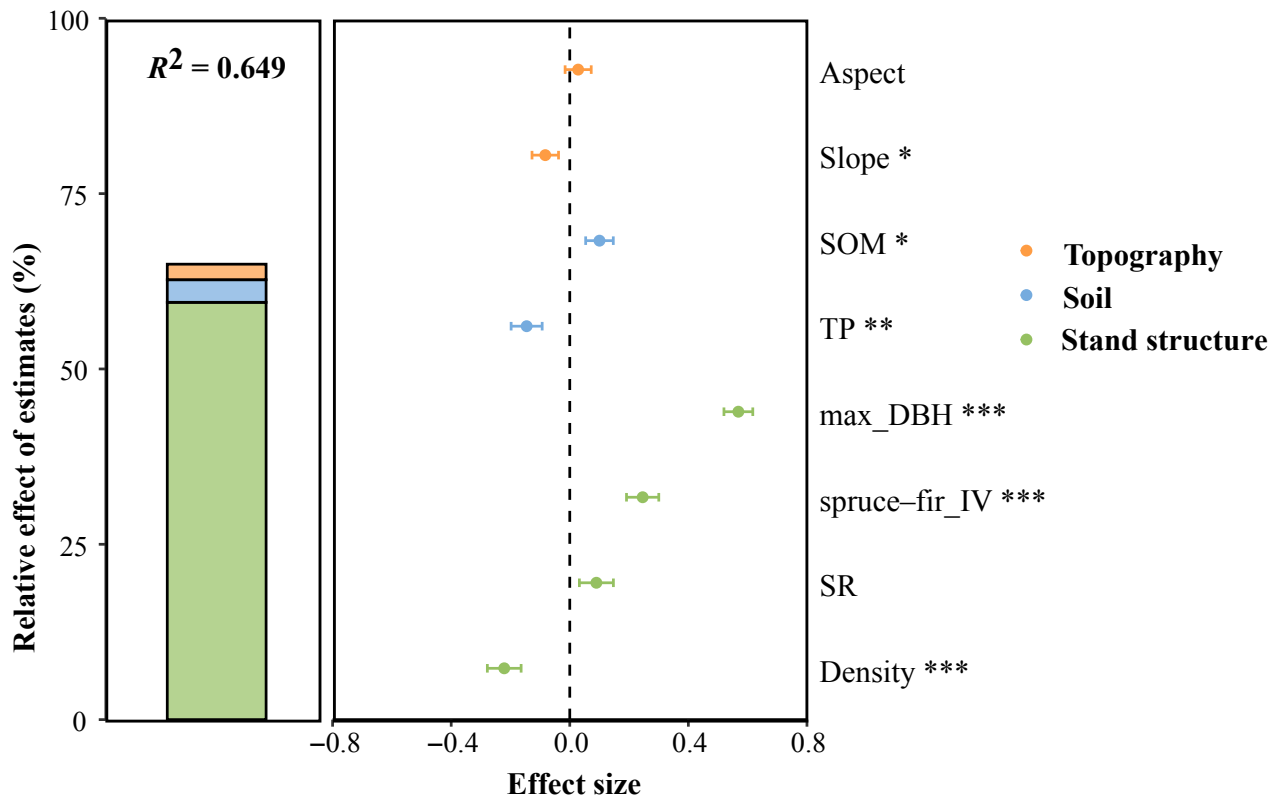 Relative effect of estimates (%)
100
75
50
25
0
R² = 0.649
Aspect
Slope *
SOM *
TP **
max_DBH ***
spruce–fir_IV ***
SR
Density ***
−0.8
−0.4
0.0
0.4
0.8
Effect size
Topography
Soil
Stand structure